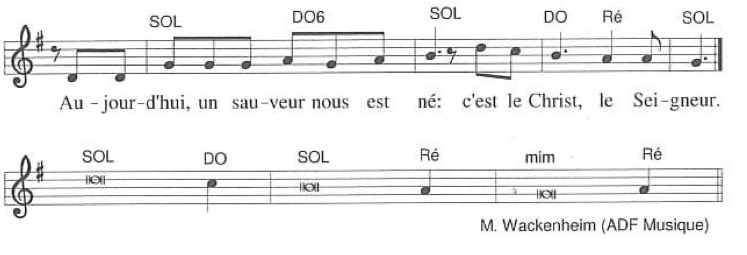 SOL DO6 SOL DO Ré SOL
Au - jour-d'hui, un sau-veur nous est né: c'est le Christ, le Sei-gneur.
SOL DO SOL Ré mim Ré
M. Wackenheim (ADF Musique)